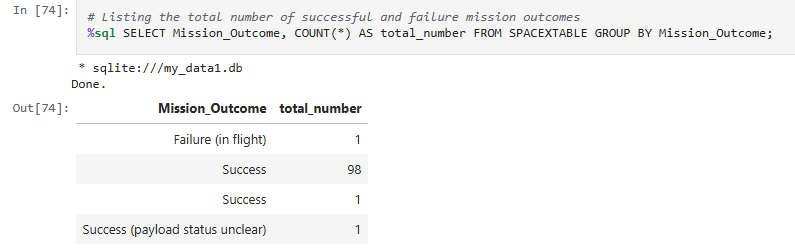 In [74]: # Listing the total number of successful and failure mission outcomes
%sql SELECT Mission_Outcome, COUNT(*) AS total_number FROM SPACEXTABLE GROUP BY Mission_Outcome;
* sqlite:///my_data1.db
Done.
Out[74]: Mission_Outcome total_number
Failure (in flight) 1
Success 98
Success 1
Success (payload status unclear) 1